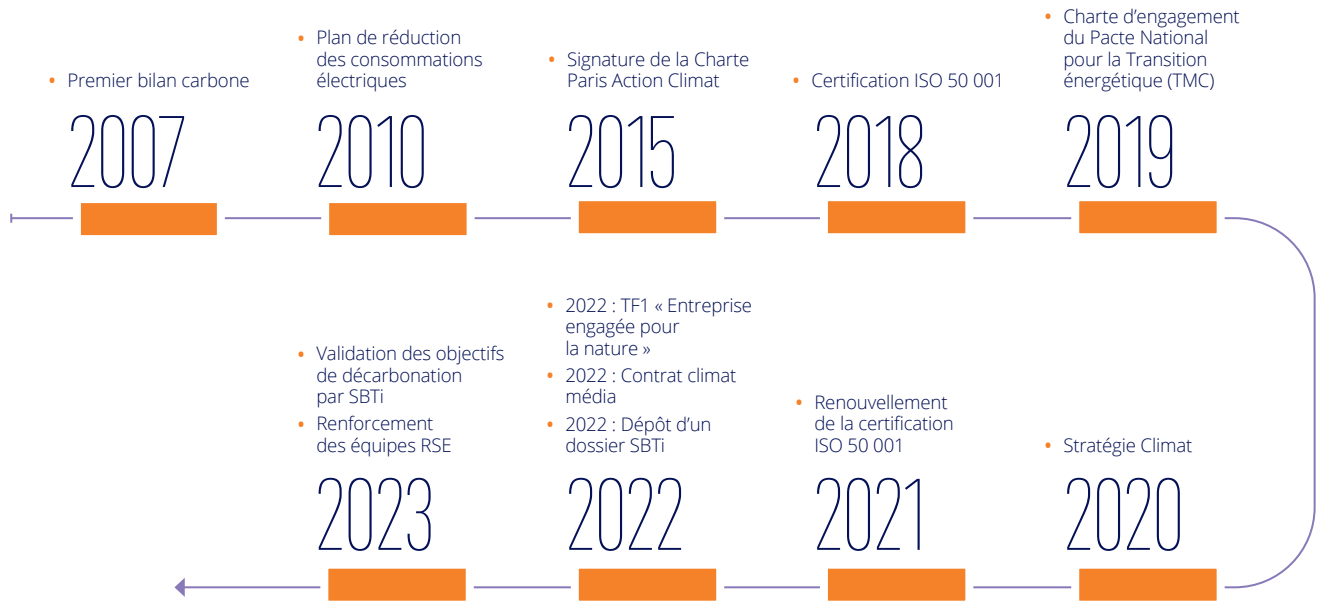 • Premier bilan carbone
2007
• Plan de réduction
des consommations
électriques
2010
• Signature de la Charte
Paris Action Climat
2015
• Certification ISO 50 001
2018
• Charte d’engagement
du Pacte National
pour la Transition
énergétique (TMC)
2019
• Stratégie Climat
2020
• Renouvellement
de la certification
ISO 50 001
2021
• 2022 : TF1 « Entreprise
engagée pour
la nature »
• 2022 : Contrat climat
média
• 2022 : Dépôt d’un
dossier SBTi
2022
• Validation des objectifs
de décarbonation
par SBTi
• Renforcement
des équipes RSE
2023